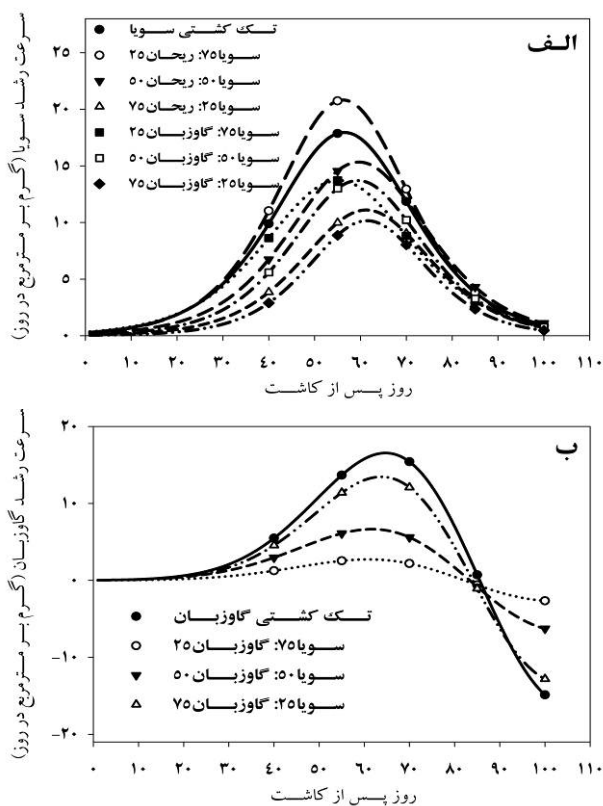 الف
تک کشتی سویا
سویا۷۵: ریحان۲۵
سویا۵۰: ریحان۵۰
سویا۲۵: ریحان۷۵
سویا۷۵: گاوزبان۲۵
سویا۵۰: گاوزبان۵۰
سویا۲۵: گاوزبان۷۵
سرعت رشد سویا (گرم بر مترمربع در روز)
۲۵
۲۰
۱۵
۱۰
۵
۰
۰ ۱۰ ۲۰ ۳۰ ۴۰ ۵۰ ۶۰ ۷۰ ۸۰ ۹۰ ۱۰۰ ۱۱۰
روز پس از کاشت
ب
سرعت رشد گاوزبان (گرم بر مترمربع در روز)
۲۰
۱۰
۰
-۱۰
-۲۰
تک کشتی گاوزبان
سویا۷۵: گاوزبان۲۵
سویا۵۰: گاوزبان۵۰
سویا۲۵: گاوزبان۷۵
۰ ۱۰ ۲۰ ۳۰ ۴۰ ۵۰ ۶۰ ۷۰ ۸۰ ۹۰ ۱۰۰ ۱۱۰
روز پس از کاشت